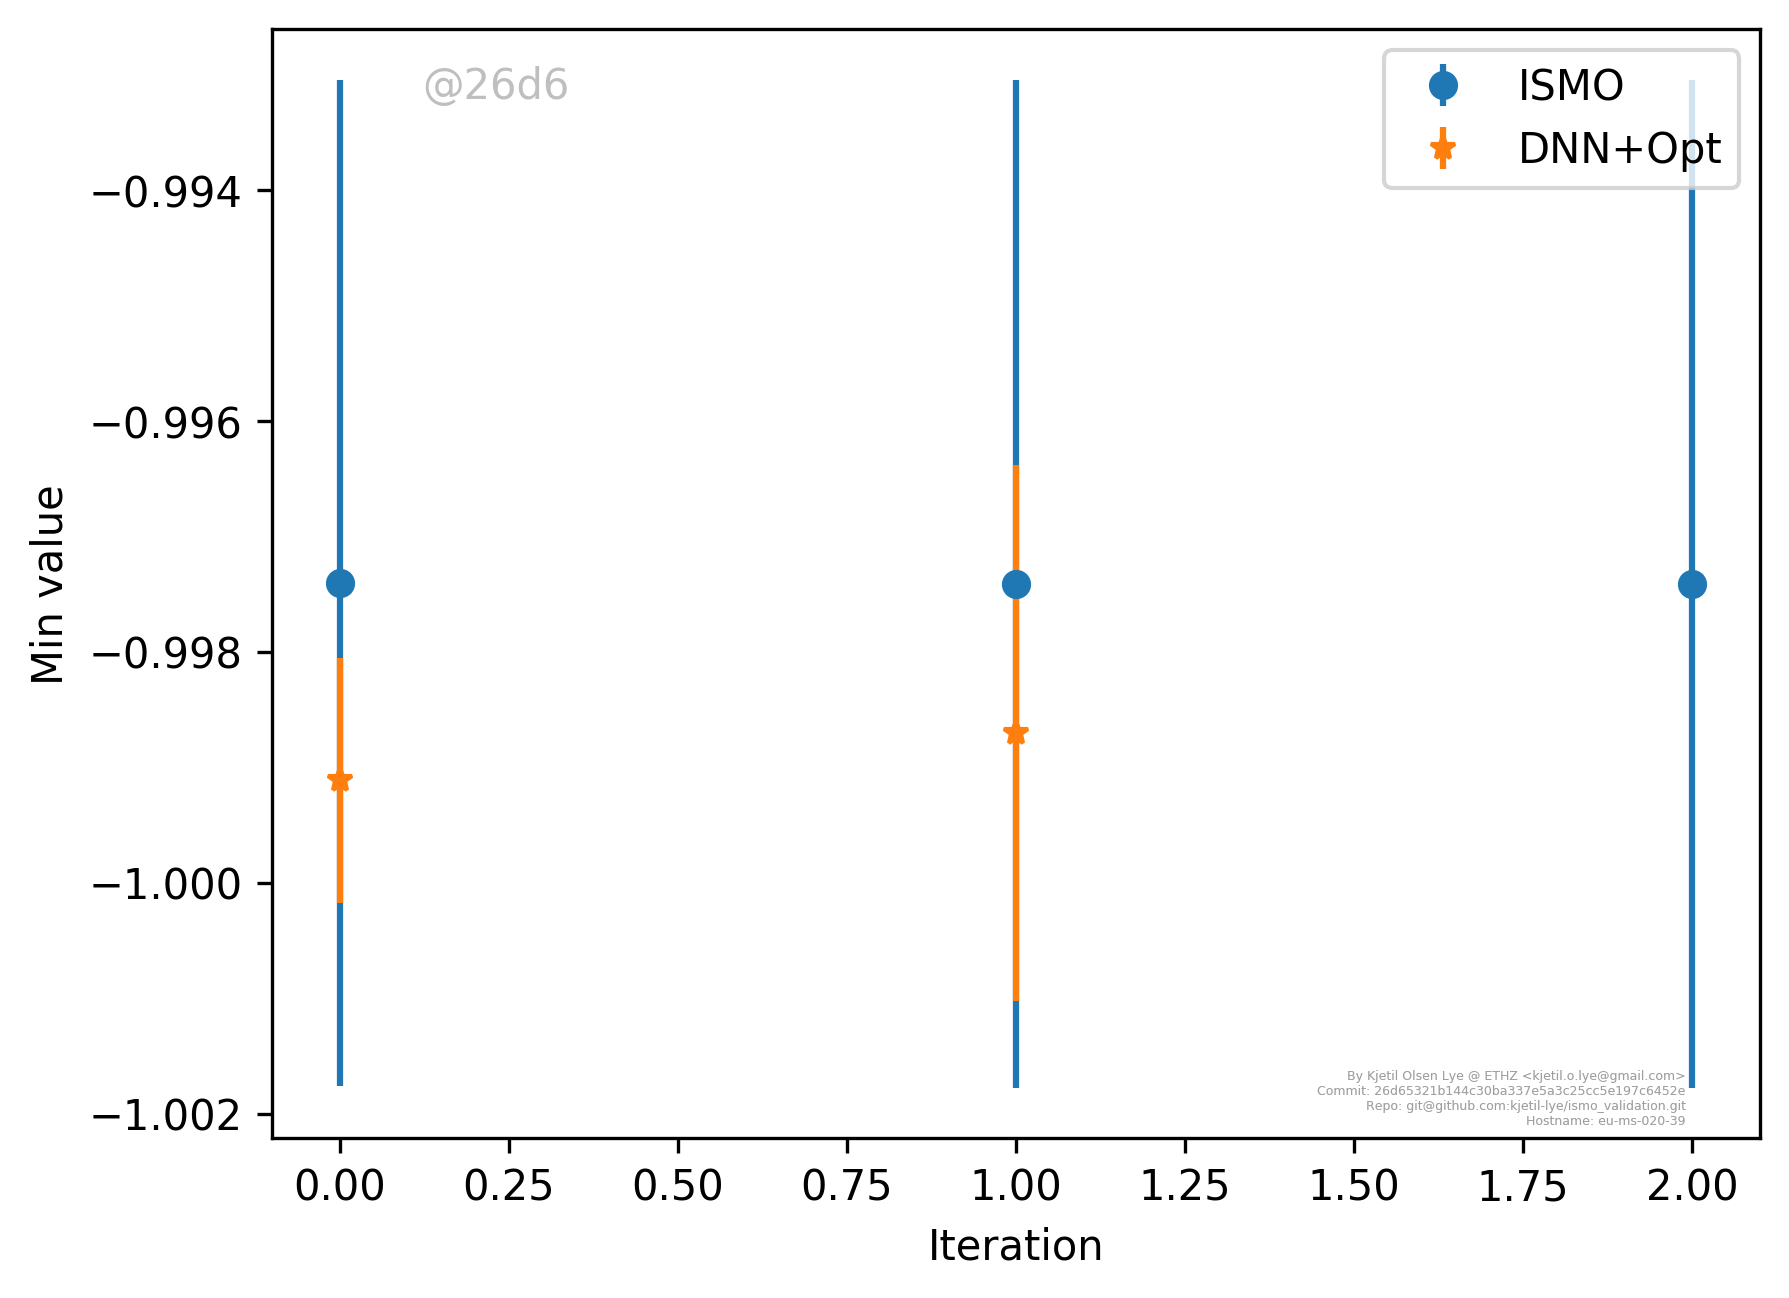 @26d6
ISMO
DNN+Opt
−0.994
−0.996
−0.998
−1.000
−1.002
Min value
By Kjetil Olsen Lye @ ETHZ <kjetil.o.lye@gmail.com>
Commit: 26d65321b144c30ba337e5a3c25cc5e197c6452e
Repo: git@github.com:kjetil-lye/ismo_validation.git
Hostname: eu-ms-020-39
0.00 0.25 0.50 0.75 1.00 1.25 1.50 1.75 2.00
Iteration